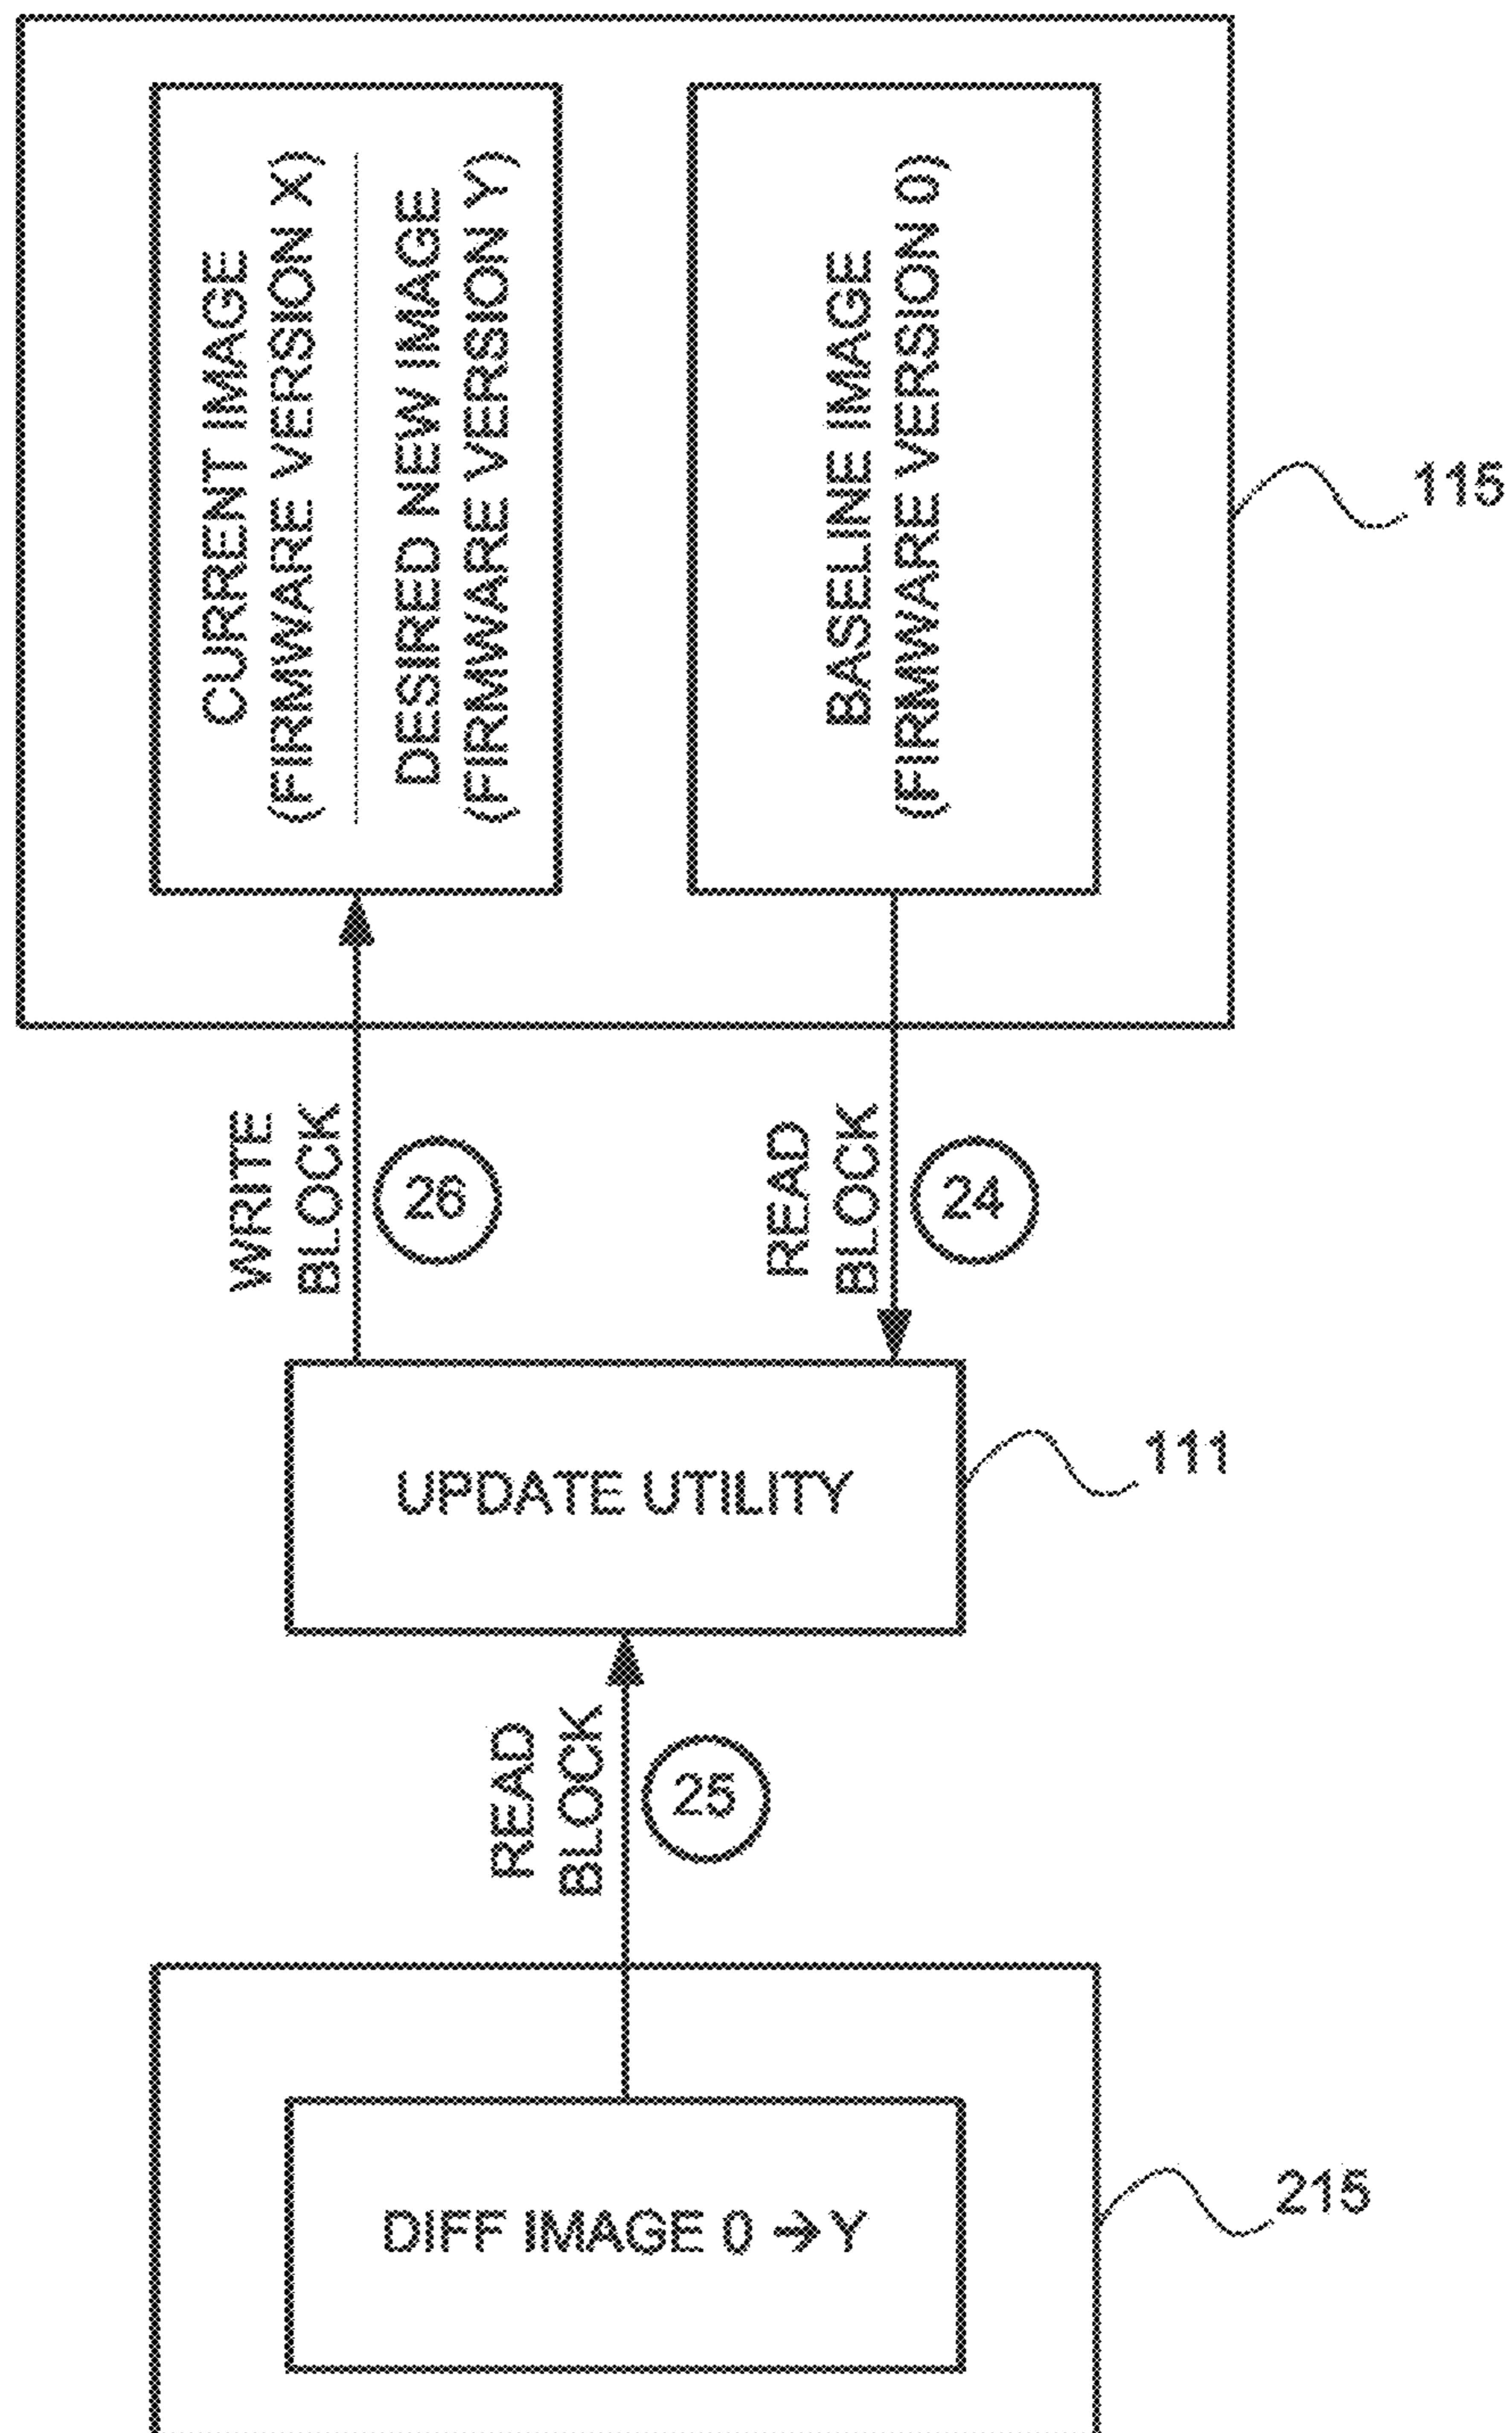 CURRENT IMAGE
(FIRMWARE VERSION X)
DESIRED NEW IMAGE
(FIRMWARE VERSION Y)
BASELINE IMAGE
(FIRMWARE VERSION 0)
115
WRITE
BLOCK
26
READ
BLOCK
24
UPDATE UTILITY
111
READ
BLOCK
25
DIFF IMAGE 0 → Y
215